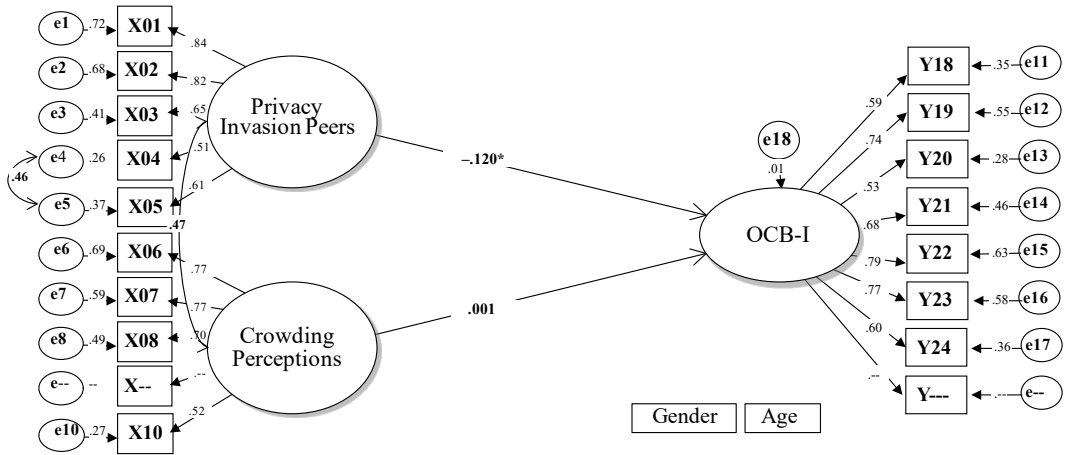 e1 .72 X01
.84
e2 .68 X02
.82
e3 .41 X03
.65
e4 .26 X04
.51
.46
e5 .37 X05
.61
.47
e6 .69 X06
.77
e7 .59 X07
.77
e8 .49 X08
.70
e-- -- X--
.--
e10 .27 X10
.52
Privacy
Invasion Peers
Crowding
Perceptions
–.120*
.001
e18
.01
OCB-I
.59
Y18 .35 e11
.74
Y19 .55 e12
.53
Y20 .28 e13
.68
Y21 .46 e14
.79
Y22 .63 e15
.77
Y23 .58 e16
.60
Y24 .36 e17
.--
Y--- .-- e--
Gender Age